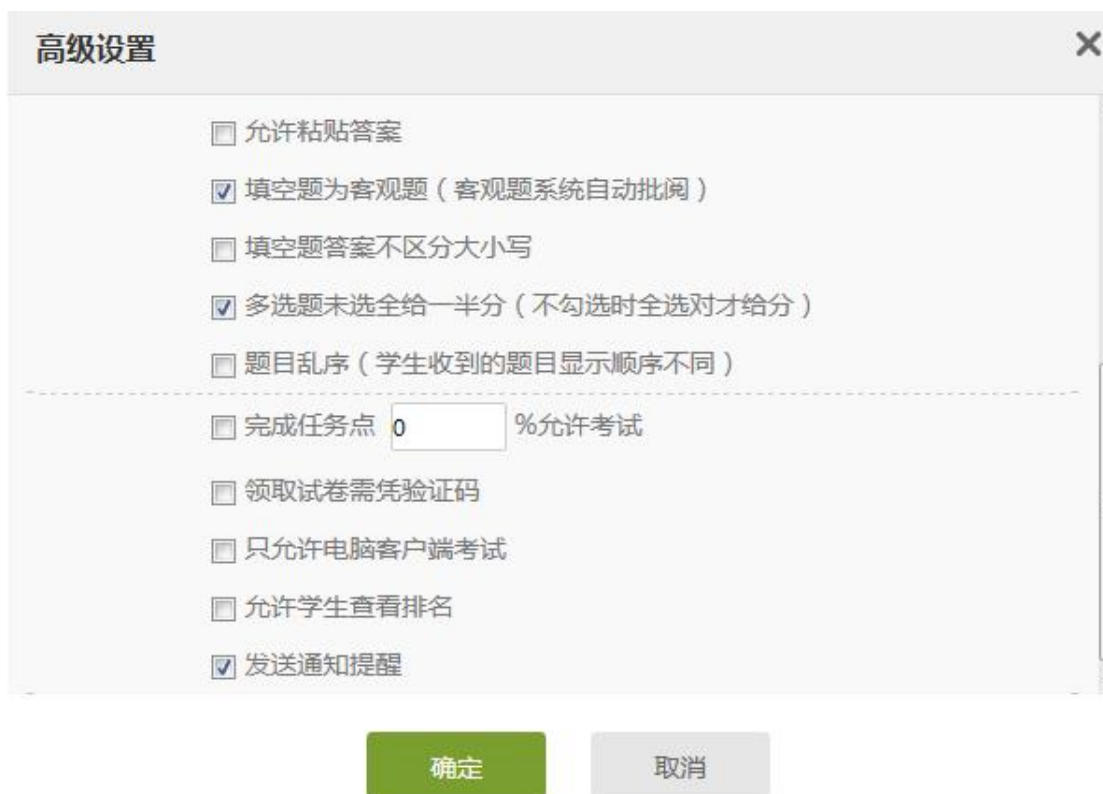 高级设置
允许粘贴答案
填空题为客观题（客观题系统自动批阅）
填空题答案不区分大小写
多选题未选全给一半分（不勾选时全选对才给分）
题目乱序（学生收到的题目显示顺序不同）
完成任务点 0 %允许考试
领取试卷需凭验证码
只允许电脑客户端考试
允许学生查看排名
发送通知提醒
确定 取消